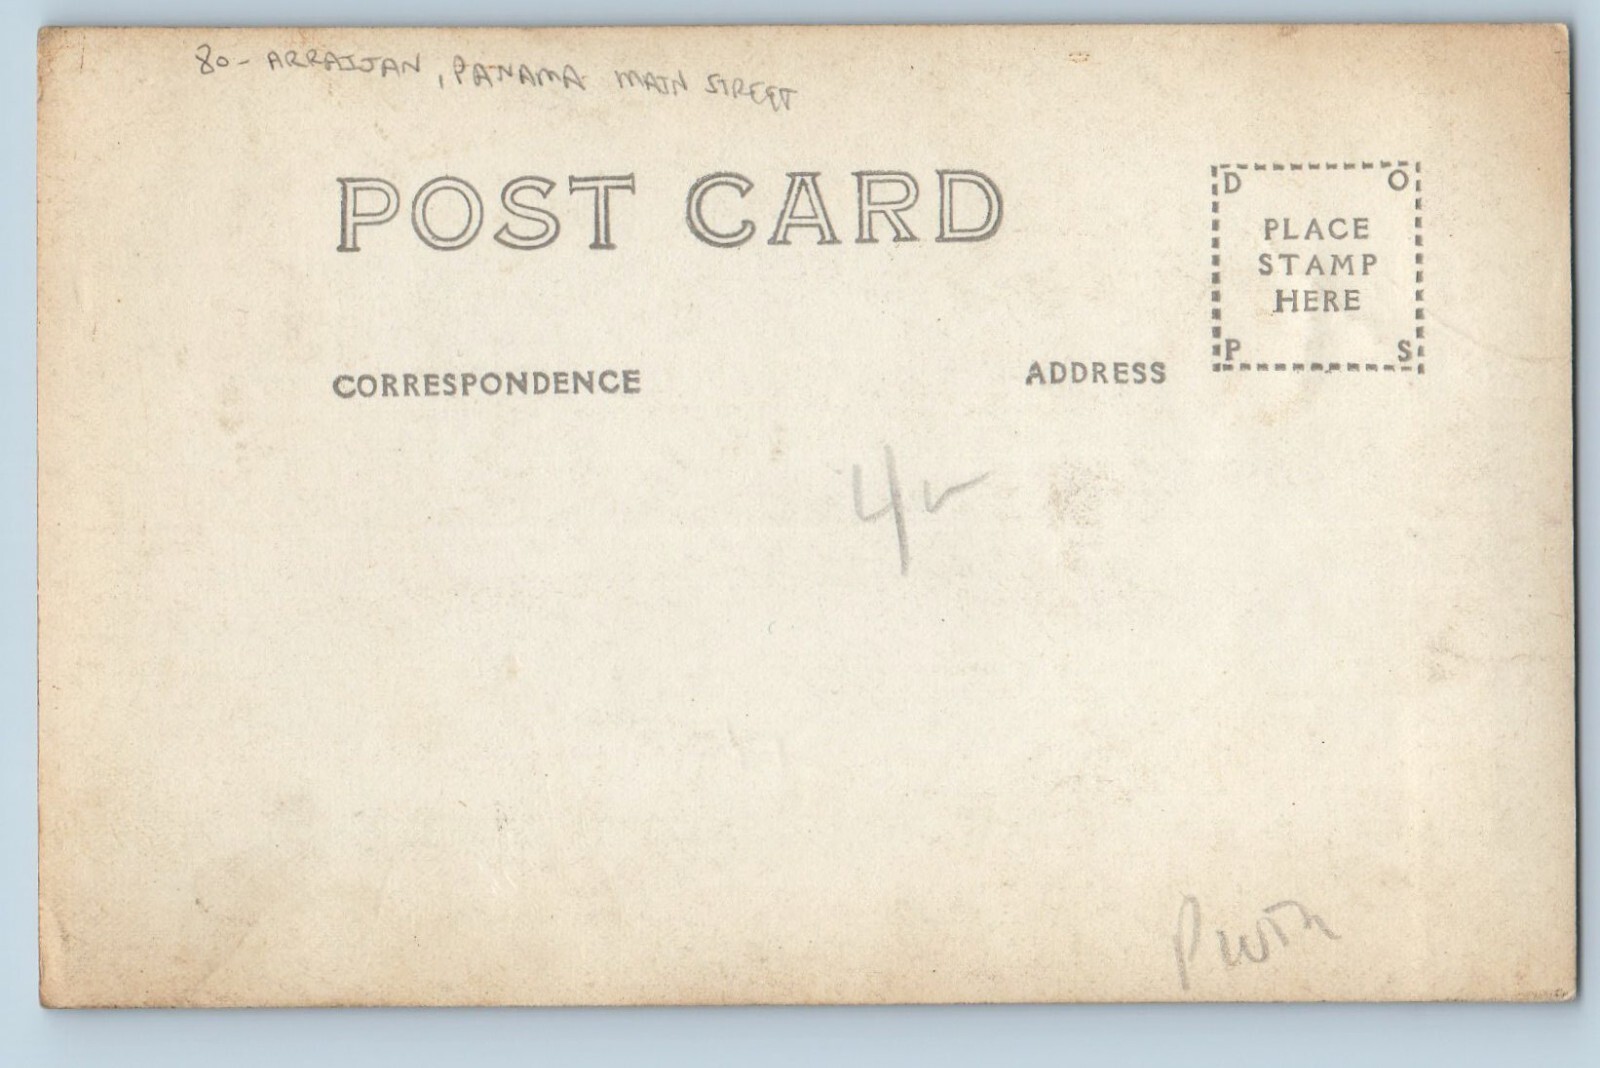 80- ARRAIJAN, PANAMA MAIN STREET
POST CARD
D O
PLACE
STAMP
HERE
P S
CORRESPONDENCE
ADDRESS
4